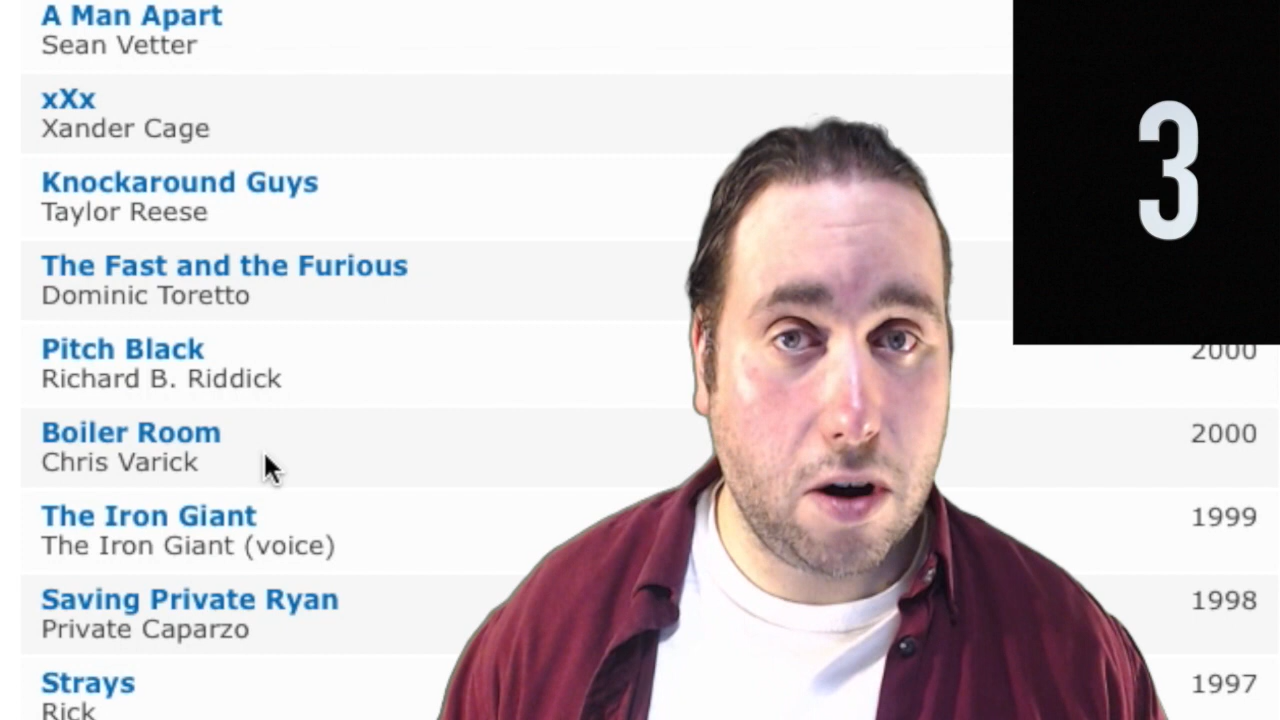 A Man Apart
Sean Vetter
xXx
Xander Cage
3
Knockaround Guys
Taylor Reese
The Fast and the Furious
Dominic Toretto
Pitch Black
2000
Richard B. Riddick
Boiler Room
2000
Chris Varick
The Iron Giant
1999
The Iron Giant (voice)
Saving Private Ryan
1998
Private Caparzo
Strays
1997
Rick